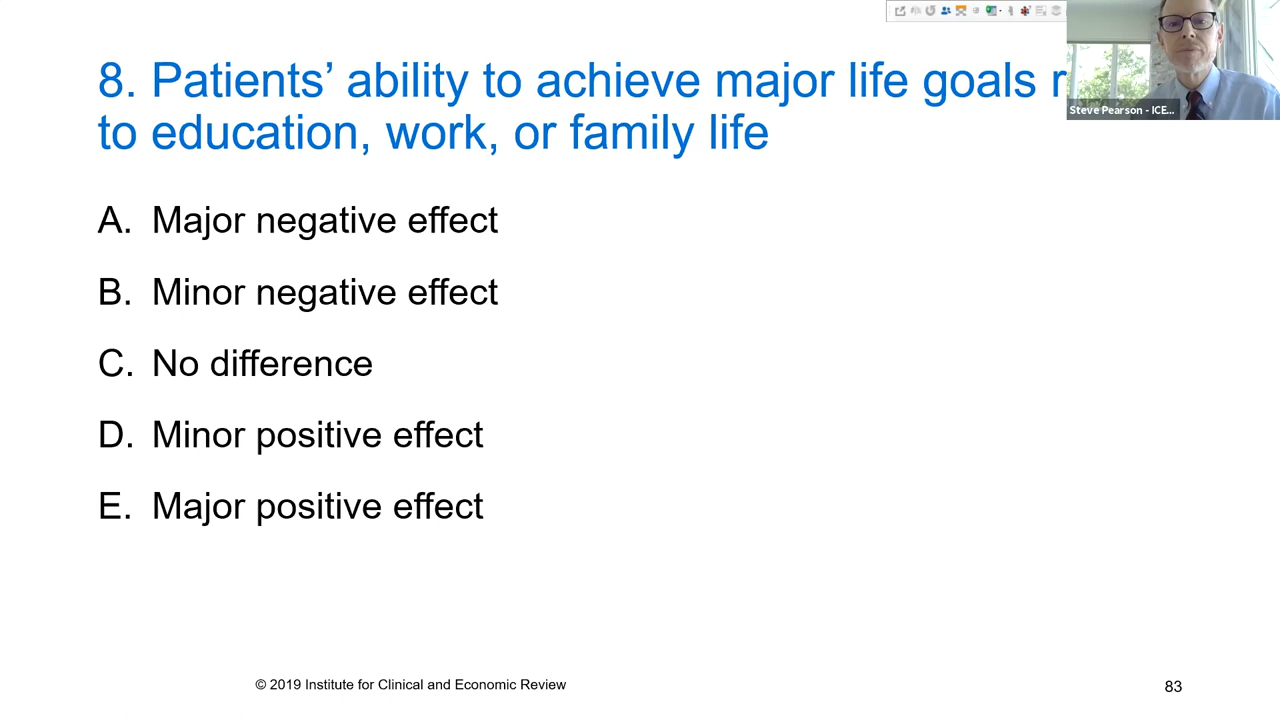 8. Patients’ ability to achieve major life goals
to education, work, or family life
Steve Pearson - ICE...
A. Major negative effect
B. Minor negative effect
C. No difference
D. Minor positive effect
E. Major positive effect
© 2019 Institute for Clinical and Economic Review
83